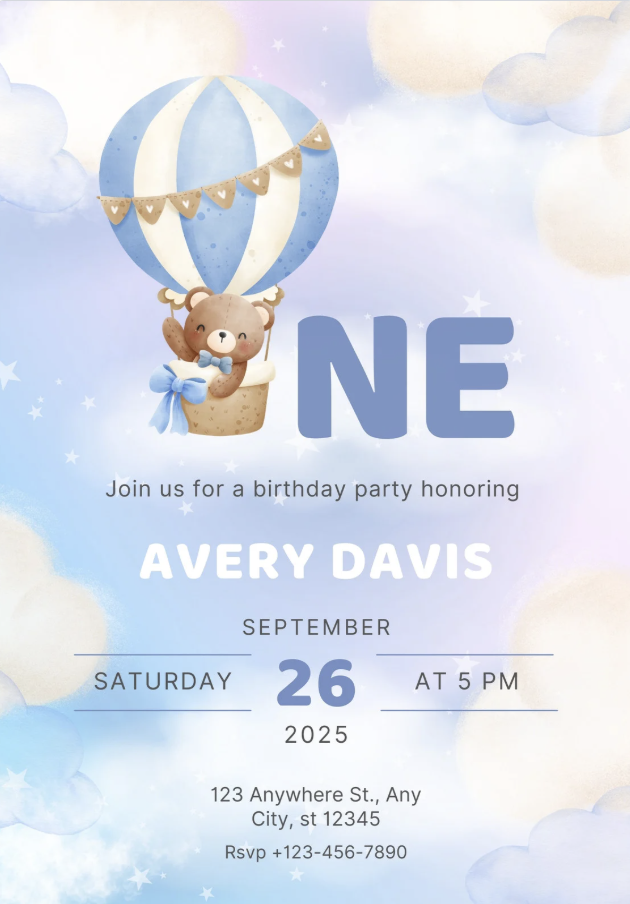 NE
Join us for a birthday party honoring
AVERY DAVIS
SEPTEMBER
SATURDAY 26 AT 5 PM
2025
123 Anywhere St., Any
City, st 12345
Rsvp +123-456-7890